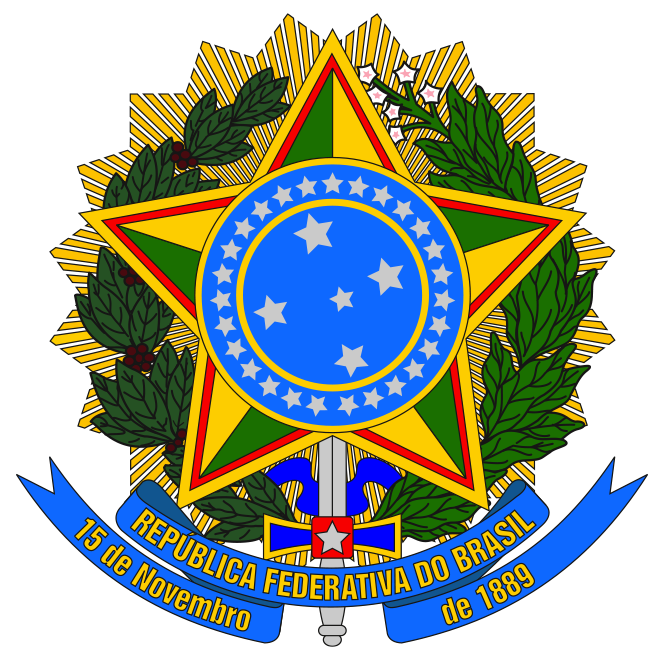 REPÚBLICA FEDERATIVA DO BRASIL
15 de Novembro de 1889